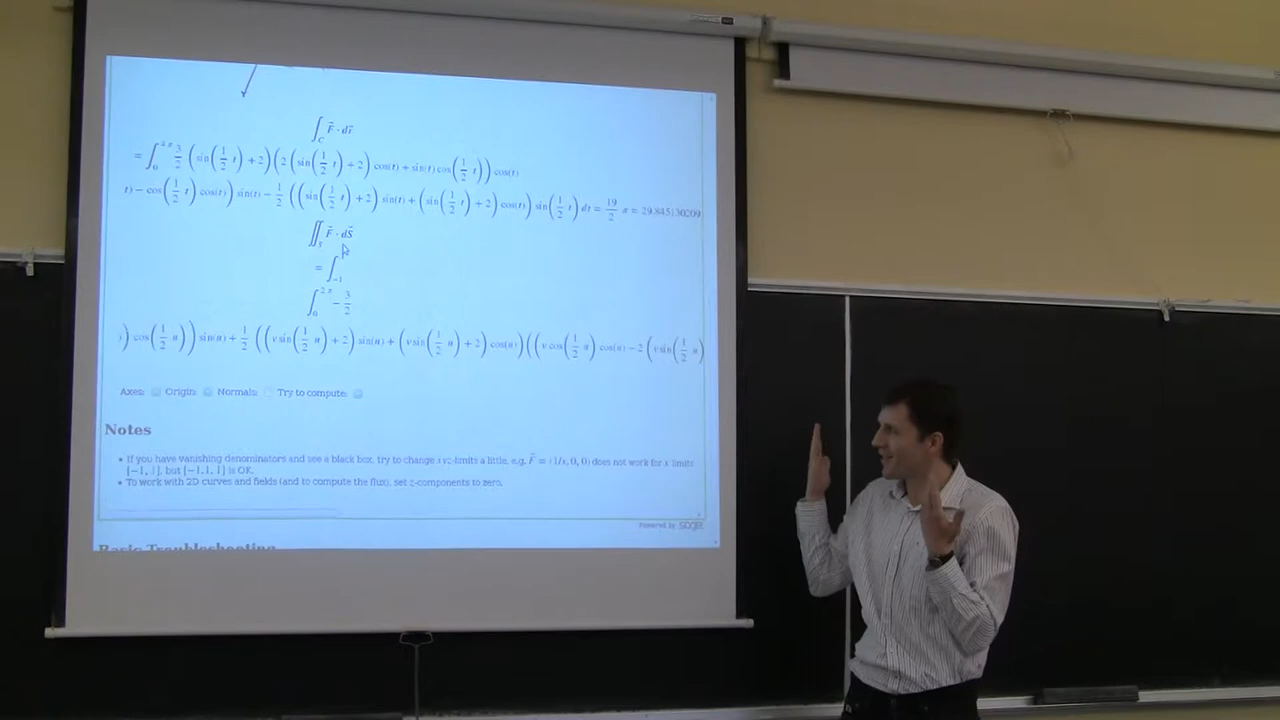 ∫_C F⃗ · dr⃗
= ∫_0^{2π} 3/2 (sin(1/2 t) + 2) (2 (sin(1/2 t) + 2) cos(t) + sin(t) cos(1/2 t)) cos(t)
t) − cos(1/2 t) cos(t)) sin(t) − 1/2 ((sin(1/2 t) + 2) sin(t) + (sin(1/2 t) + 2) cos(t)) sin(1/2 t) dt = 19/2 π ≈ 29.845130209
∬_S F⃗ · dS⃗
= ∫_{−1}
∫_0^{2π} − 3/2
) cos(1/2 u)) sin(u) + 1/2 ((v sin(1/2 u) + 2) sin(u) + (v sin(1/2 u) + 2) cos(u)) ((v cos(1/2 u) cos(u) − 2 (v sin(1/2 u)
Axes: Origin: Normals: Try to compute:
Notes
• If you have vanishing denominators and see a black box, try to change xyz-limits a little, e.g. F⃗ = (1/x, 0, 0) does not work for x limits
[−1, 1], but [−1.1, 1] is OK.
• To work with 2D curves and fields (and to compute the flux), set z-components to zero.
Powered by sage
Basic Troubleshooting